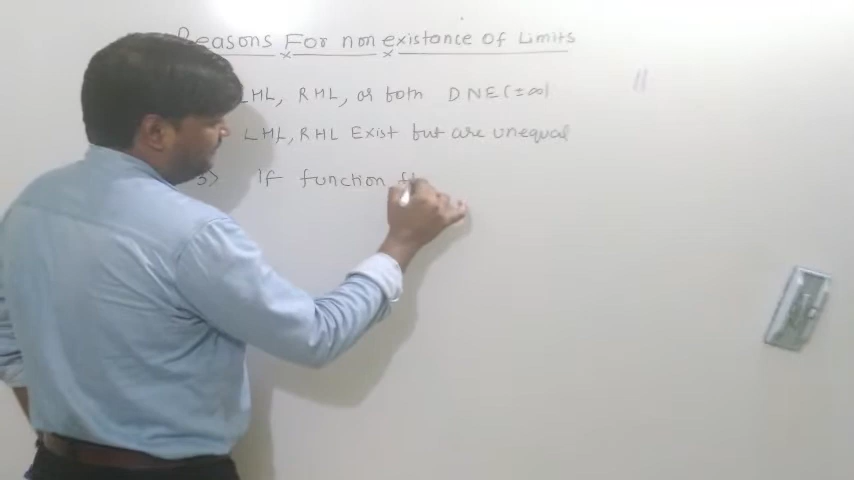 Reasons For non existance of Limits
LHL, RHL, or both DNE (±∞)
LHL, RHL Exist but are unequal
3> If function